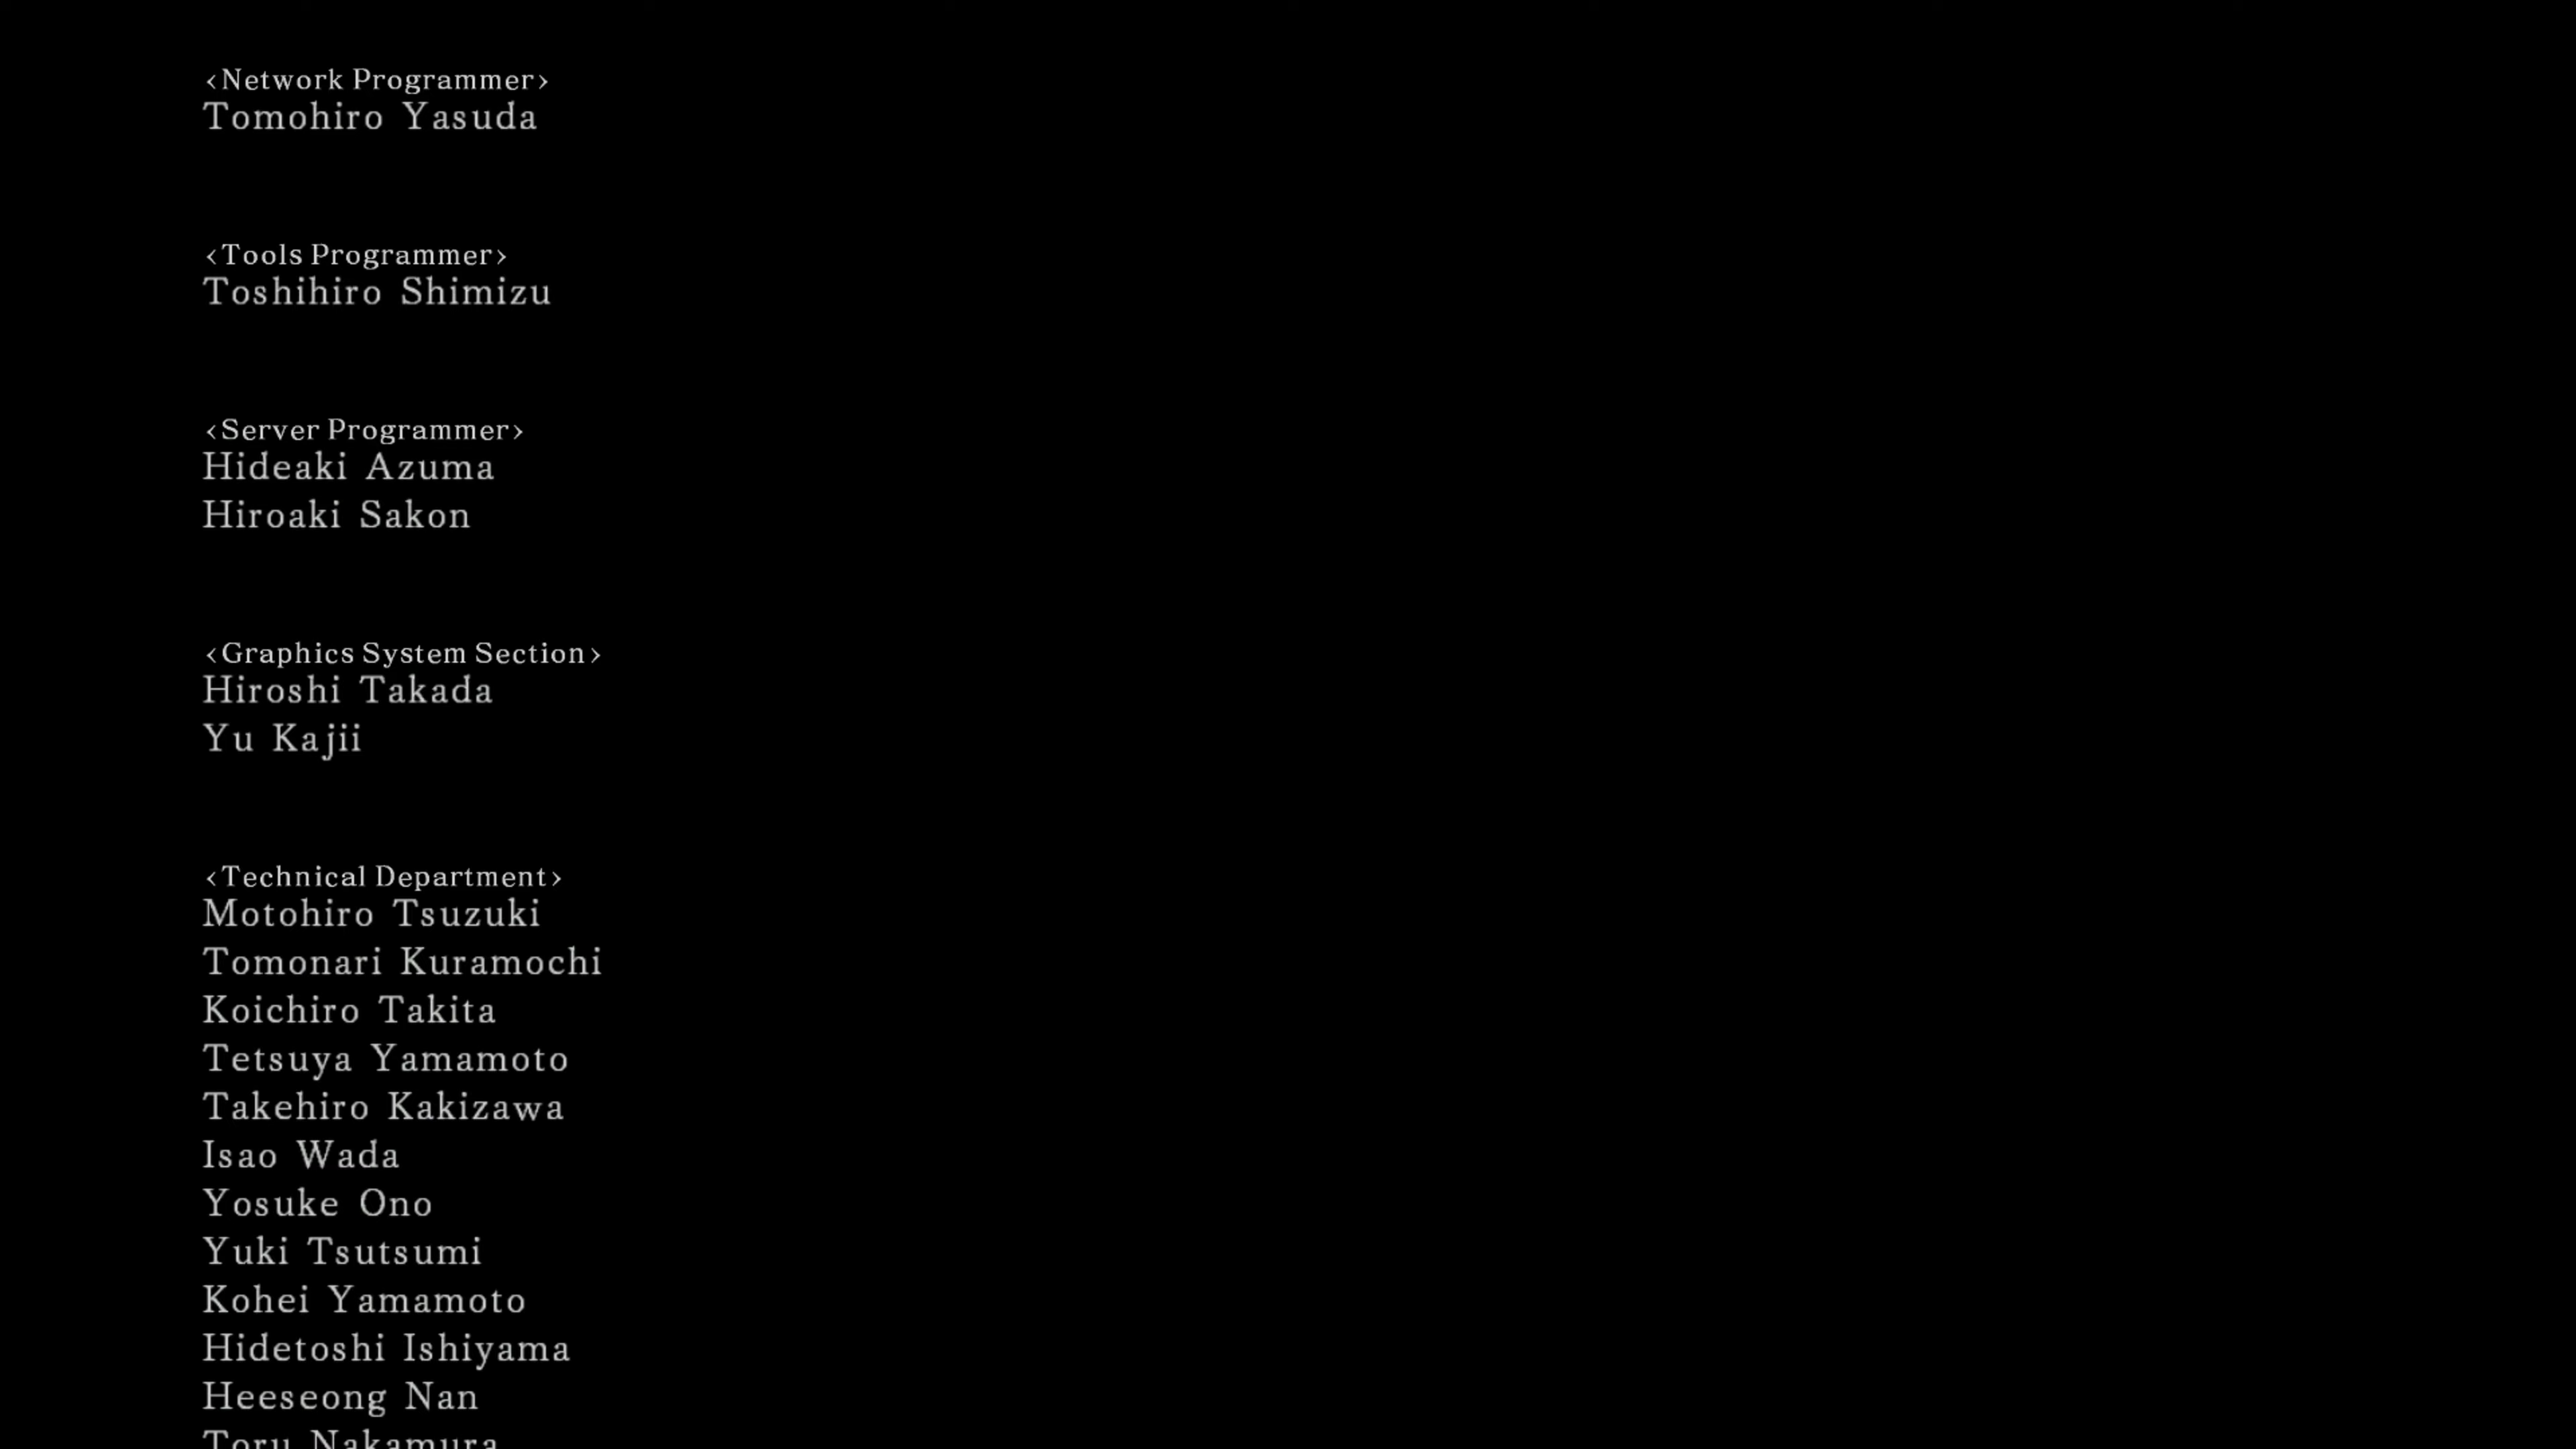 <Network Programmer>
Tomohiro Yasuda
<Tools Programmer>
Toshihiro Shimizu
<Server Programmer>
Hideaki Azuma
Hiroaki Sakon
<Graphics System Section>
Hiroshi Takada
Yu Kajii
<Technical Department>
Motohiro Tsuzuki
Tomonari Kuramochi
Koichiro Takita
Tetsuya Yamamoto
Takehiro Kakizawa
Isao Wada
Yosuke Ono
Yuki Tsutsumi
Kohei Yamamoto
Hidetoshi Ishiyama
Heeseong Nan
Toru Nakamura